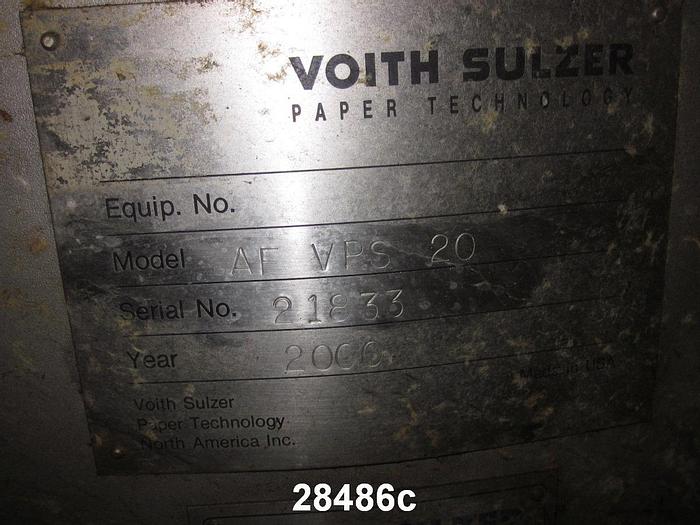 VOITH SULZER
PAPER TECHNOLOGY
Equip. No.
Model AF VPS 20
Serial No. 21833
Year 2000
Made in USA
Voith Sulzer
Paper Technology
North America Inc.
28486c